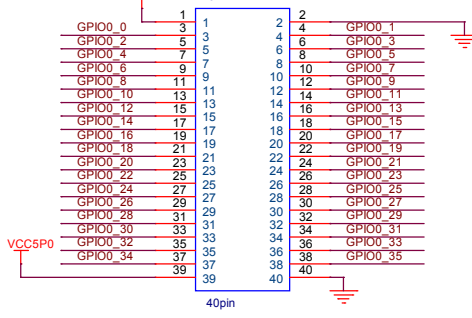 1 1 2 2
GPIO0_0 3 3 4 4 GPIO0_1
GPIO0_2 5 5 6 6 GPIO0_3
GPIO0_4 7 7 8 8 GPIO0_5
GPIO0_6 9 9 10 10 GPIO0_7
GPIO0_8 11 11 12 12 GPIO0_9
GPIO0_10 13 13 14 14 GPIO0_11
GPIO0_12 15 15 16 16 GPIO0_13
GPIO0_14 17 17 18 18 GPIO0_15
GPIO0_16 19 19 20 20 GPIO0_17
GPIO0_18 21 21 22 22 GPIO0_19
GPIO0_20 23 23 24 24 GPIO0_21
GPIO0_22 25 25 26 26 GPIO0_23
GPIO0_24 27 27 28 28 GPIO0_25
GPIO0_26 29 29 30 30 GPIO0_27
GPIO0_28 31 31 32 32 GPIO0_29
GPIO0_30 33 33 34 34 GPIO0_31
VCC5P0
GPIO0_32 35 35 36 36 GPIO0_33
GPIO0_34 37 37 38 38 GPIO0_35
39 39 40 40
40pin